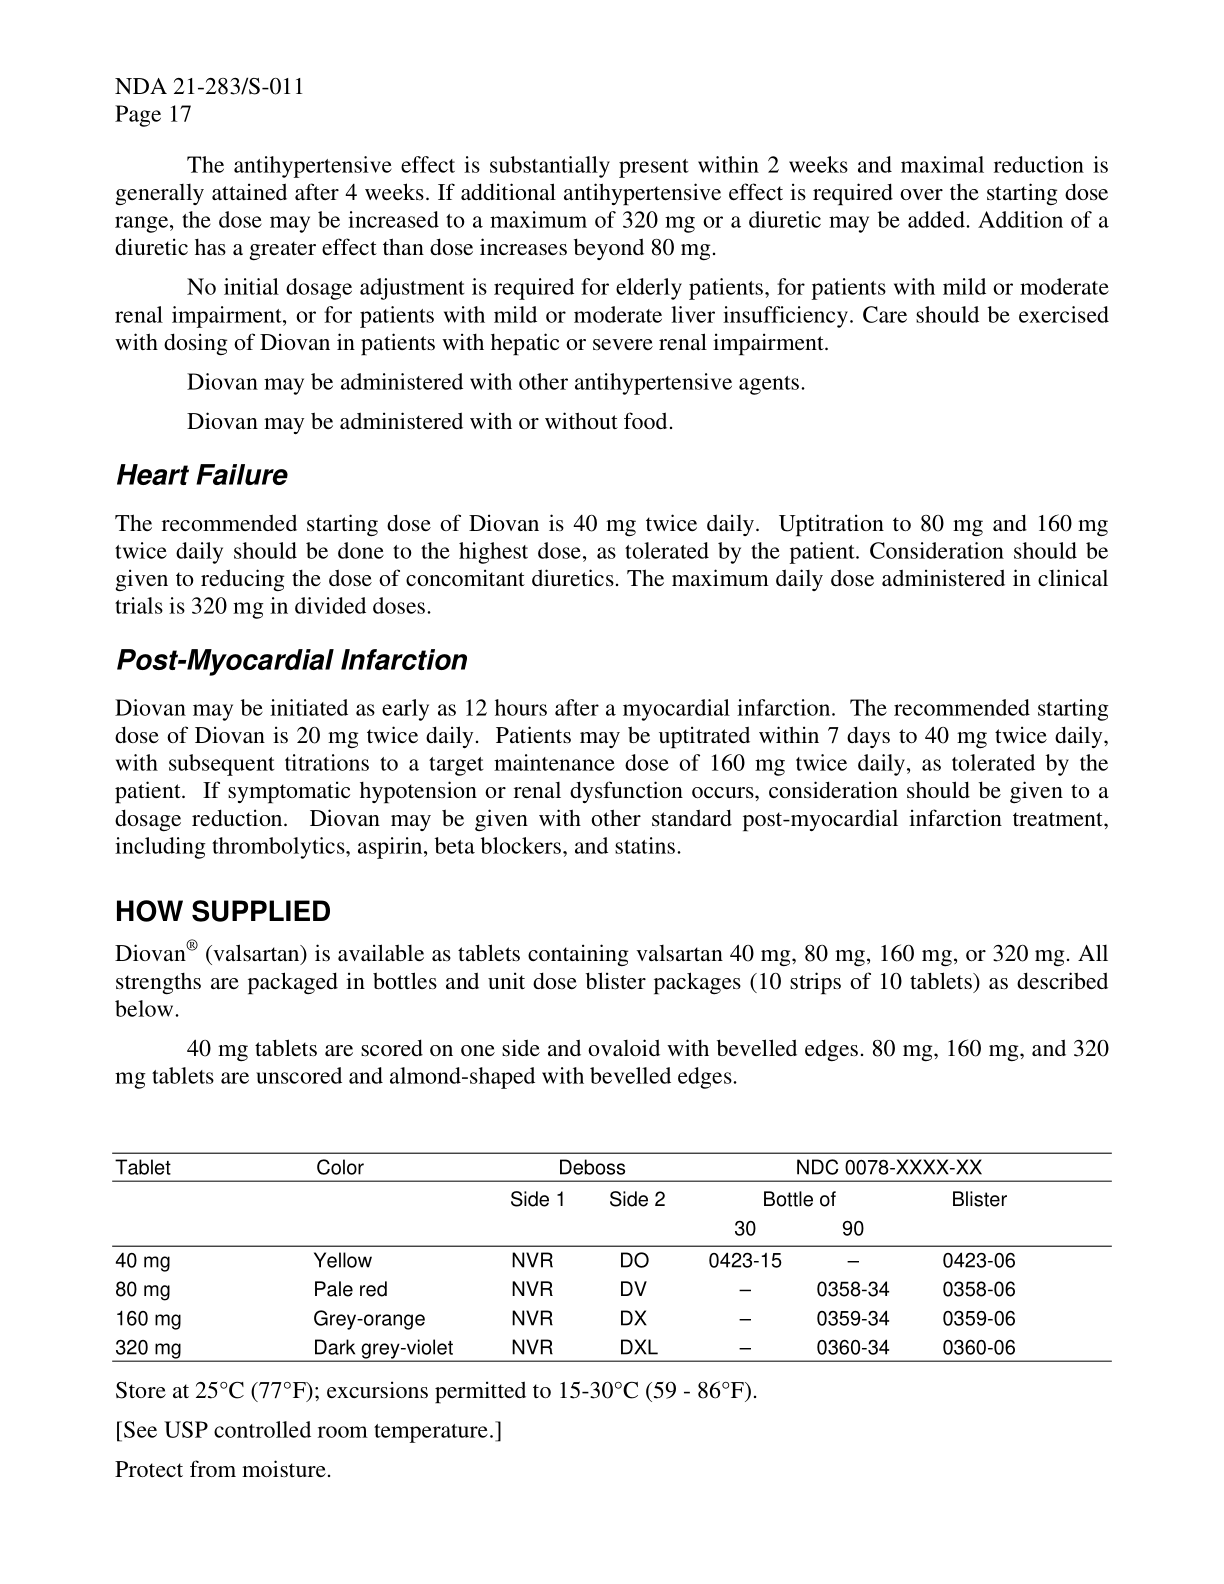 NDA 21-283/S-011
Page 17
The antihypertensive effect is substantially present within 2 weeks and maximal reduction is
generally attained after 4 weeks. If additional antihypertensive effect is required over the starting dose
range, the dose may be increased to a maximum of 320 mg or a diuretic may be added. Addition of a
diuretic has a greater effect than dose increases beyond 80 mg.
No initial dosage adjustment is required for elderly patients, for patients with mild or moderate
renal impairment, or for patients with mild or moderate liver insufficiency. Care should be exercised
with dosing of Diovan in patients with hepatic or severe renal impairment.
Diovan may be administered with other antihypertensive agents.
Diovan may be administered with or without food.
Heart Failure
The recommended starting dose of Diovan is 40 mg twice daily.  Uptitration to 80 mg and 160 mg
twice daily should be done to the highest dose, as tolerated by the patient. Consideration should be
given to reducing the dose of concomitant diuretics. The maximum daily dose administered in clinical
trials is 320 mg in divided doses.
Post-Myocardial Infarction
Diovan may be initiated as early as 12 hours after a myocardial infarction.  The recommended starting
dose of Diovan is 20 mg twice daily.  Patients may be uptitrated within 7 days to 40 mg twice daily,
with subsequent titrations to a target maintenance dose of 160 mg twice daily, as tolerated by the
patient.  If symptomatic hypotension or renal dysfunction occurs, consideration should be given to a
dosage reduction.  Diovan may be given with other standard post-myocardial infarction treatment,
including thrombolytics, aspirin, beta blockers, and statins.
HOW SUPPLIED
Diovan® (valsartan) is available as tablets containing valsartan 40 mg, 80 mg, 160 mg, or 320 mg. All
strengths are packaged in bottles and unit dose blister packages (10 strips of 10 tablets) as described
below.
40 mg tablets are scored on one side and ovaloid with bevelled edges. 80 mg, 160 mg, and 320
mg tablets are unscored and almond-shaped with bevelled edges.
Tablet Color Deboss NDC 0078-XXXX-XX
Side 1 Side 2 Bottle of Blister
30 90
40 mg Yellow NVR DO 0423-15 – 0423-06
80 mg Pale red NVR DV – 0358-34 0358-06
160 mg Grey-orange NVR DX – 0359-34 0359-06
320 mg Dark grey-violet NVR DXL – 0360-34 0360-06
Store at 25°C (77°F); excursions permitted to 15-30°C (59 - 86°F).
[See USP controlled room temperature.]
Protect from moisture.